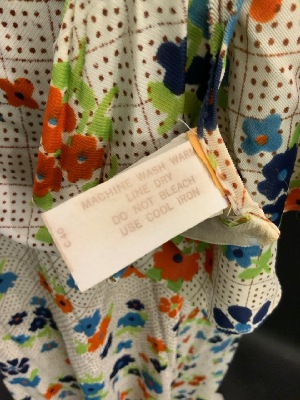 MACHINE WASH WARM
LINE DRY
DO NOT BLEACH
USE COOL IRON